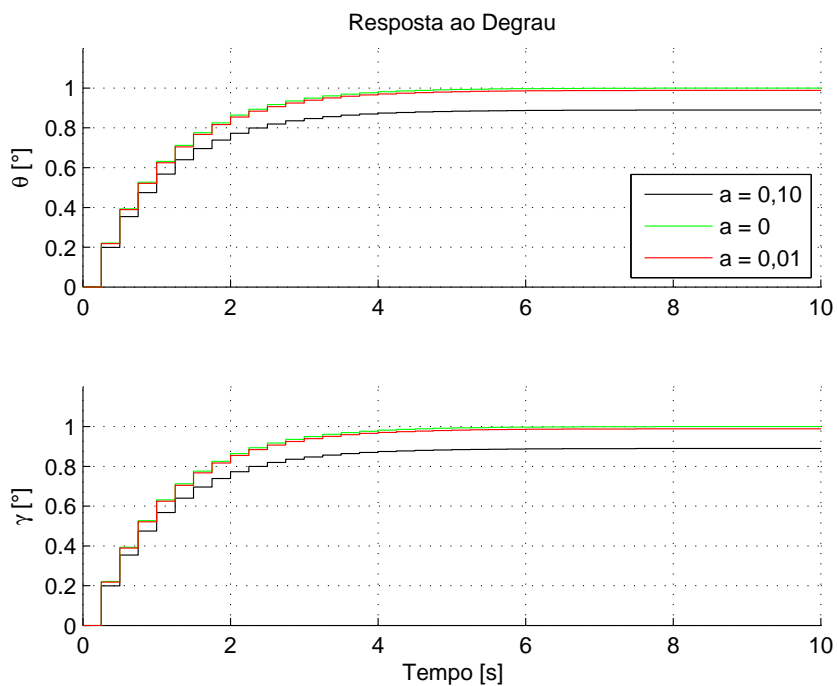 Resposta ao Degrau
1
0.8
0.6
0.4
0.2
0
θ [°]
a = 0,10
a = 0
a = 0,01
0 2 4 6 8 10
1
0.8
0.6
0.4
0.2
0
γ [°]
0 2 4 6 8 10
Tempo [s]